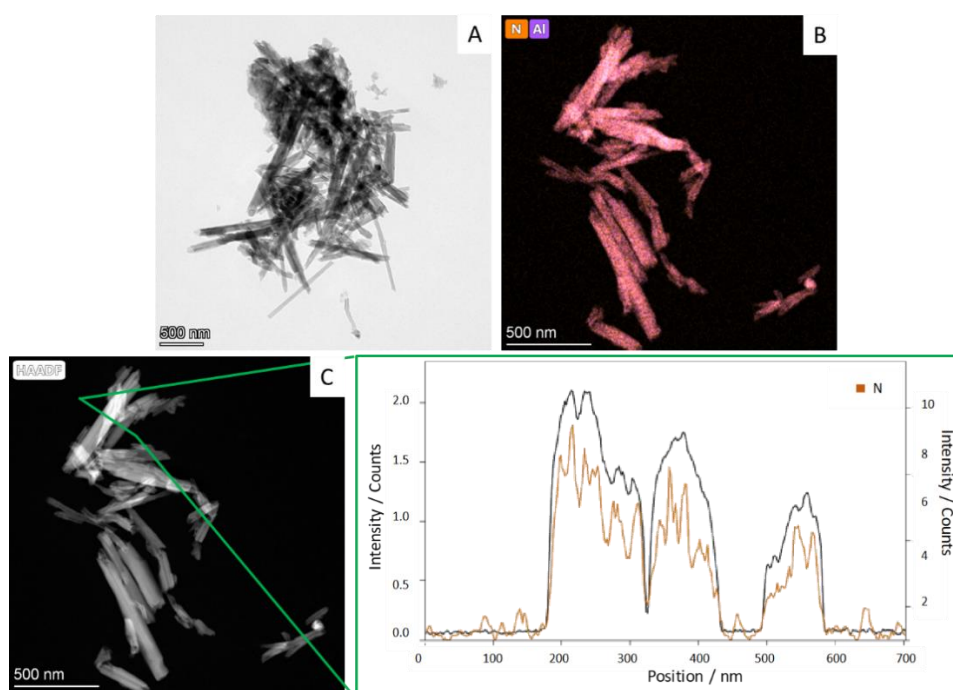 A
500 nm
N Al
B
500 nm
HAADF
C
500 nm
N
Intensity / Counts
2.0
1.5
1.0
0.5
0.0
10
8
6
4
2
Intensity / Counts
0 100 200 300 400 500 600 700
Position / nm